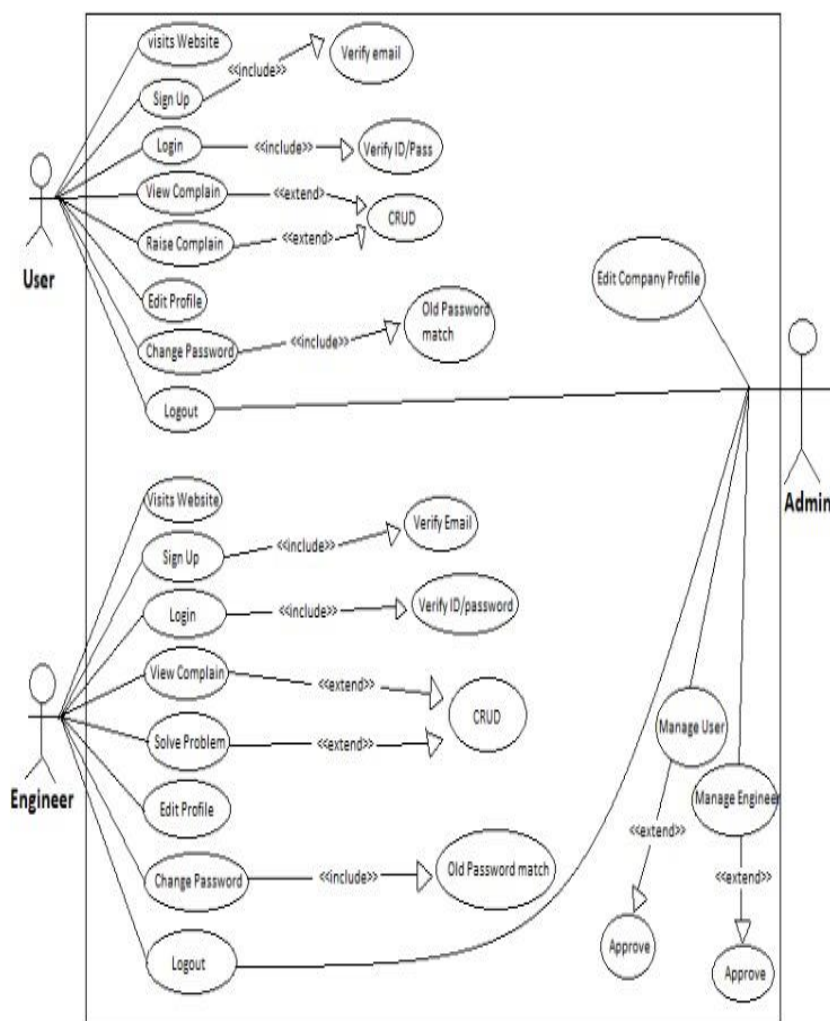 visits Website
Verify email
<<include>>
Sign Up
Login
<<include>>
Verify ID/Pass
View Complain
<<extend>>
CRUD
Raise Complain
<<extend>>
User
Edit Profile
Edit Company Profile
Old Password
match
Change Password
<<include>>
Logout
Admin
Visits Website
Verify Email
Sign Up
<<include>>
Login
<<include>>
Verify ID/password
View Complain
<<extend>>
CRUD
Solve Problem
<<extend>>
Manage User
Engineer
Edit Profile
Manage Engineer
<<extend>>
Change Password
<<include>>
Old Password match
<<extend>>
Logout
Approve
Approve